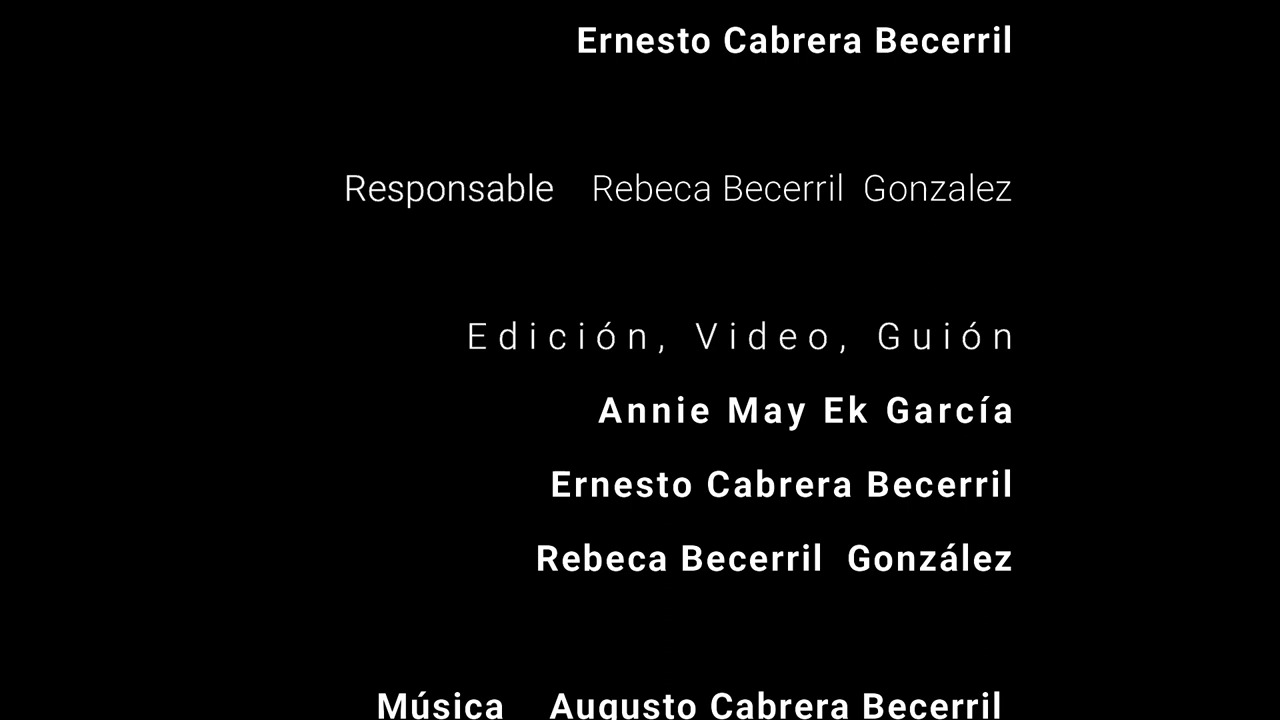 Ernesto Cabrera Becerril
Responsable Rebeca Becerril Gonzalez
Edición, Video, Guión
Annie May Ek García
Ernesto Cabrera Becerril
Rebeca Becerril González
Música Augusto Cabrera Becerril